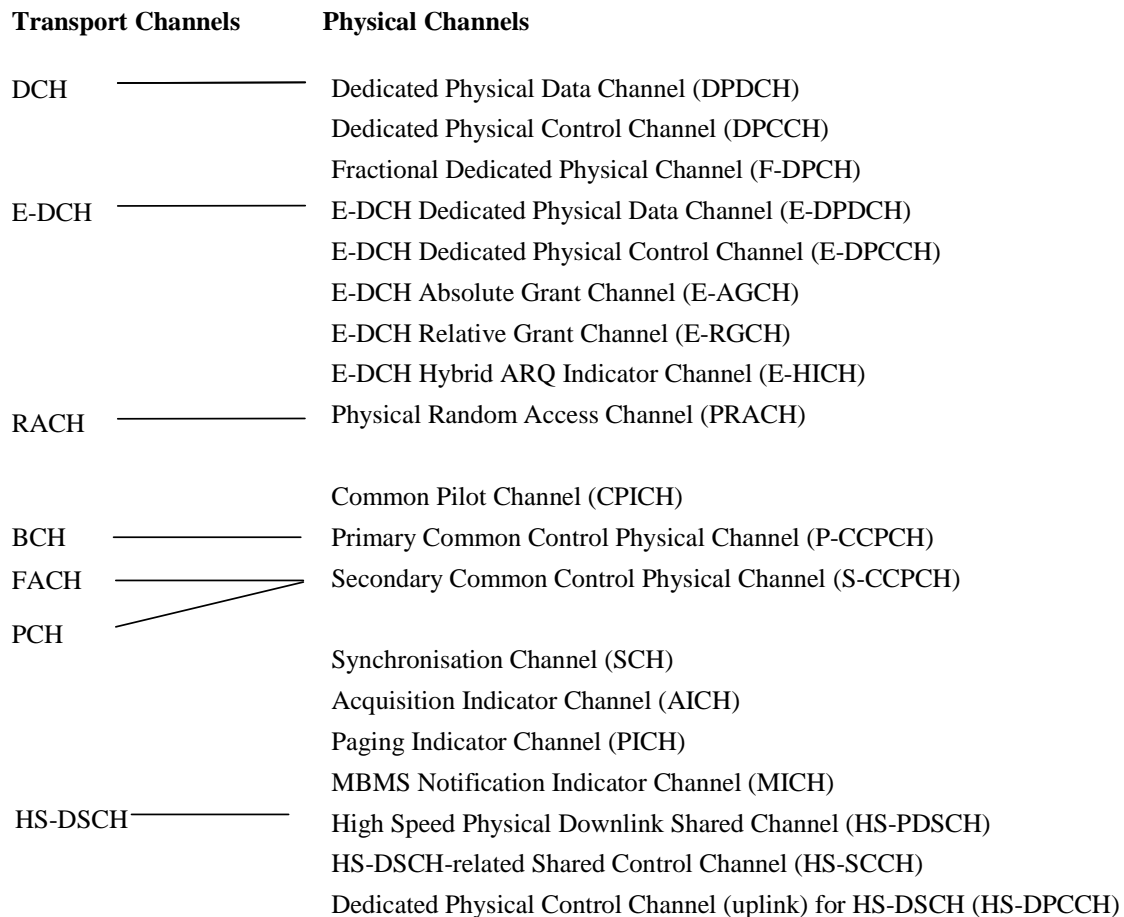 Transport Channels Physical Channels
DCH Dedicated Physical Data Channel (DPDCH)
Dedicated Physical Control Channel (DPCCH)
Fractional Dedicated Physical Channel (F-DPCH)
E-DCH E-DCH Dedicated Physical Data Channel (E-DPDCH)
E-DCH Dedicated Physical Control Channel (E-DPCCH)
E-DCH Absolute Grant Channel (E-AGCH)
E-DCH Relative Grant Channel (E-RGCH)
E-DCH Hybrid ARQ Indicator Channel (E-HICH)
RACH Physical Random Access Channel (PRACH)
Common Pilot Channel (CPICH)
BCH Primary Common Control Physical Channel (P-CCPCH)
FACH Secondary Common Control Physical Channel (S-CCPCH)
PCH
Synchronisation Channel (SCH)
Acquisition Indicator Channel (AICH)
Paging Indicator Channel (PICH)
MBMS Notification Indicator Channel (MICH)
HS-DSCH High Speed Physical Downlink Shared Channel (HS-PDSCH)
HS-DSCH-related Shared Control Channel (HS-SCCH)
Dedicated Physical Control Channel (uplink) for HS-DSCH (HS-DPCCH)